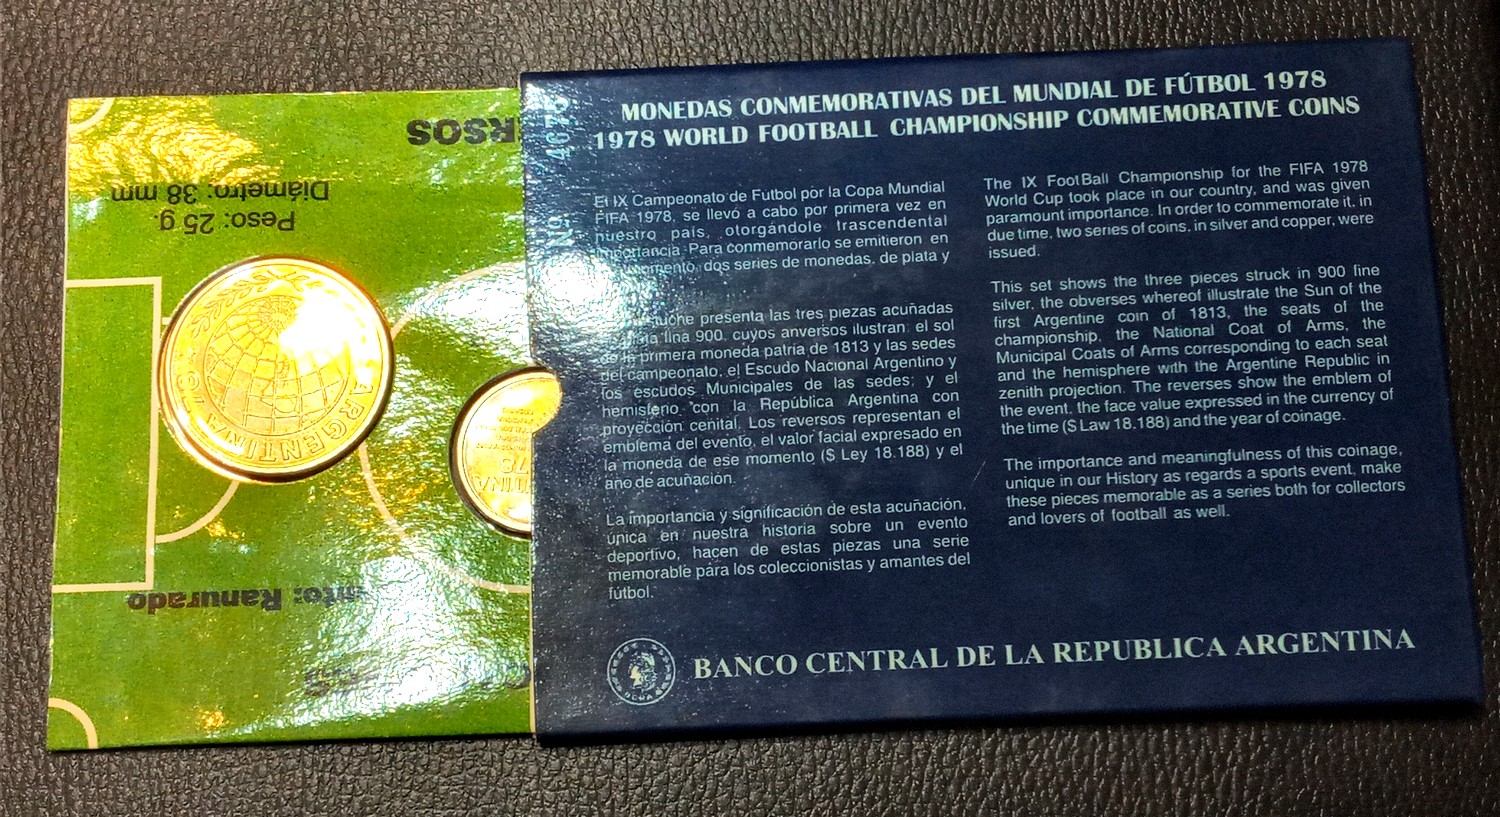 MONEDAS CONMEMORATIVAS DEL MUNDIAL DE FÚTBOL 1978
1978 WORLD FOOTBALL CHAMPIONSHIP COMMEMORATIVE COINS
El IX Campeonato de Futbol por la Copa Mundial
FIFA 1978, se llevó a cabo por primera vez en
nuestro país, otorgándole trascendental
importancia. Para conmemorarlo se emitieron en
momento, dos series de monedas, de plata y
presenta las tres piezas acuñadas
fina 900, cuyos anversos ilustran: el sol
de la primera moneda patria de 1813 y las sedes
del campeonato, el Escudo Nacional Argentino y
los escudos Municipales de las sedes; y el
hemisferio con la República Argentina con
proyección cenital. Los reversos representan el
emblema del evento, el valor facial expresado en
la moneda de ese momento ($ Ley 18.188) y el
año de acuñación.
La importancia y significación de esta acuñación,
única en nuestra historia sobre un evento
deportivo, hacen de estas piezas una serie
memorable para los coleccionistas y amantes del
fútbol.
The IX FootBall Championship for the FIFA 1978
World Cup took place in our country, and was given
paramount importance. In order to commemorate it, in
due time, two series of coins, in silver and copper, were
issued.
This set shows the three pieces struck in 900 fine
silver, the obverses whereof illustrate the Sun of the
first Argentine coin of 1813, the seats of the
championship, the National Coat of Arms, the
Municipal Coats of Arms corresponding to each seat
and the hemisphere with the Argentine Republic in
zenith projection. The reverses show the emblem of
the event, the face value expressed in the currency of
the time ($ Law 18.188) and the year of coinage.
The importance and meaningfulness of this coinage,
unique in our History as regards a sports event, make
these pieces memorable as a series both for collectors
and lovers of football as well.
BANCO CENTRAL DE LA REPUBLICA ARGENTINA
BCRA
Nº
RSOS
Diámetro: 38 mm
Peso: 25 g.
nto: Ranurado
ARGENTINA
78